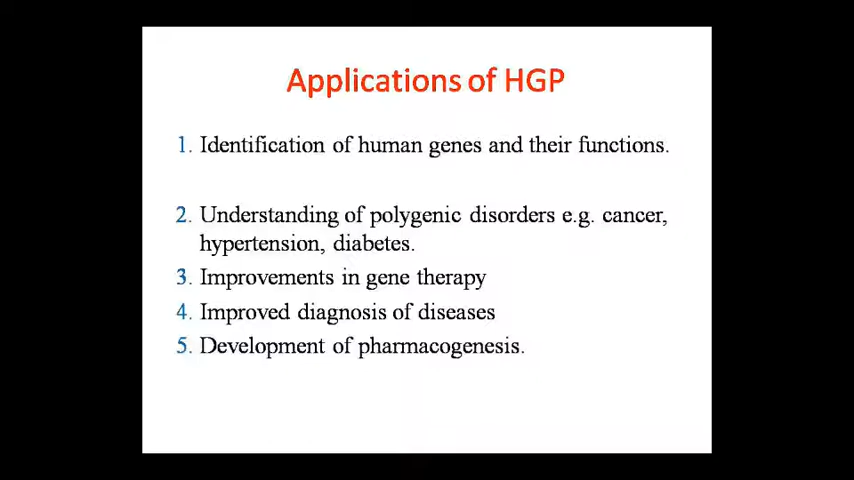 Applications of HGP
1. Identification of human genes and their functions.
2. Understanding of polygenic disorders e.g. cancer,
hypertension, diabetes.
3. Improvements in gene therapy
4. Improved diagnosis of diseases
5. Development of pharmacogenesis.